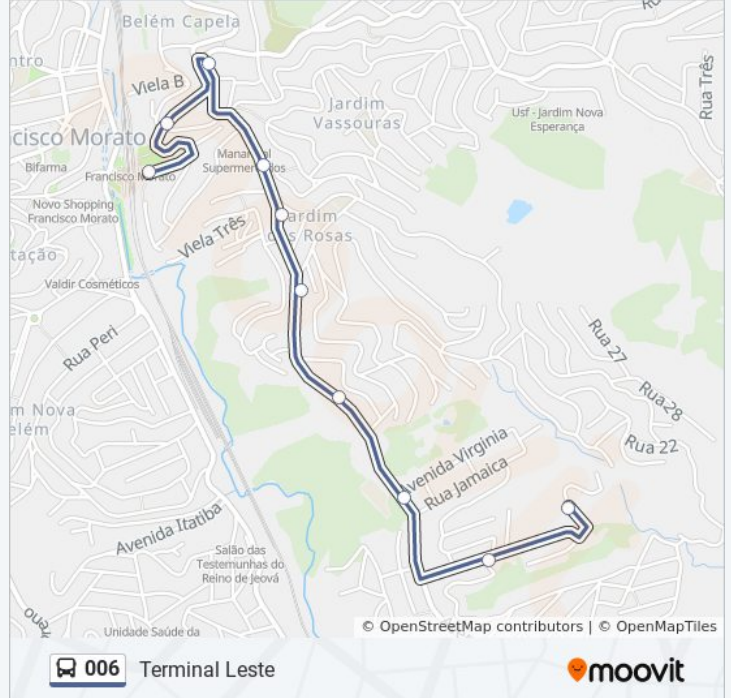 Belém Capela
Ru
ntro
Viela B
Rua Três
Jardim
Vassouras
Usf - Jardim Nova
Esperança
cisco Morato
Bifarma
Supermercados
Francisco Morato
Novo Shopping
Francisco Morato
Jardim
das Rosas
Viela Três
tação
Valdir Cosméticos
Rua Peri
Rua 27
Rua 28
m Nova
elém
Rua 22
Avenida Virginia
Rua Jamaica
Avenida Itatiba
Salão das
Testemunhas do
Reino de Jeová
reno
Unidade Saúde da
© OpenStreetMap contributors | © OpenMapTiles
006 Terminal Leste
moovit